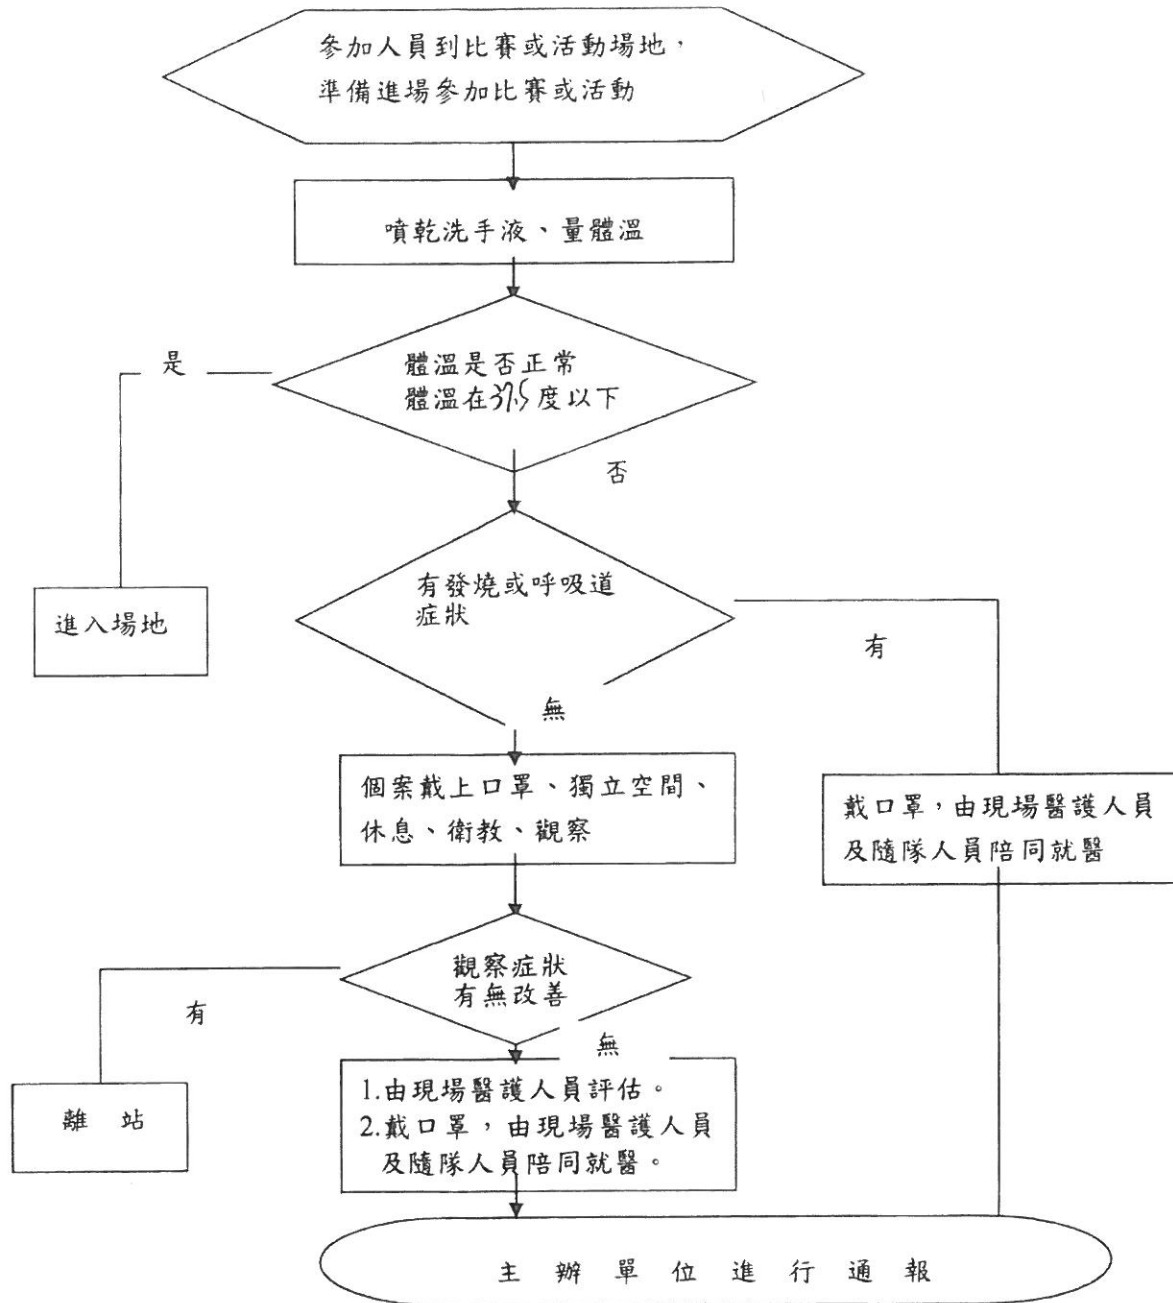 參加人員到比賽或活動場地，
準備進場參加比賽或活動
噴乾洗手液、量體溫
體溫是否正常
體溫在37.5度以下
是
否
有發燒或呼吸道
症狀
進入場地
有
無
個案戴上口罩、獨立空間、
休息、衛教、觀察
戴口罩，由現場醫護人員
及隨隊人員陪同就醫
觀察症狀
有無改善
有
無
離 站
1.由現場醫護人員評估。
2.戴口罩，由現場醫護人員
及隨隊人員陪同就醫。
主 辦 單 位 進 行 通 報